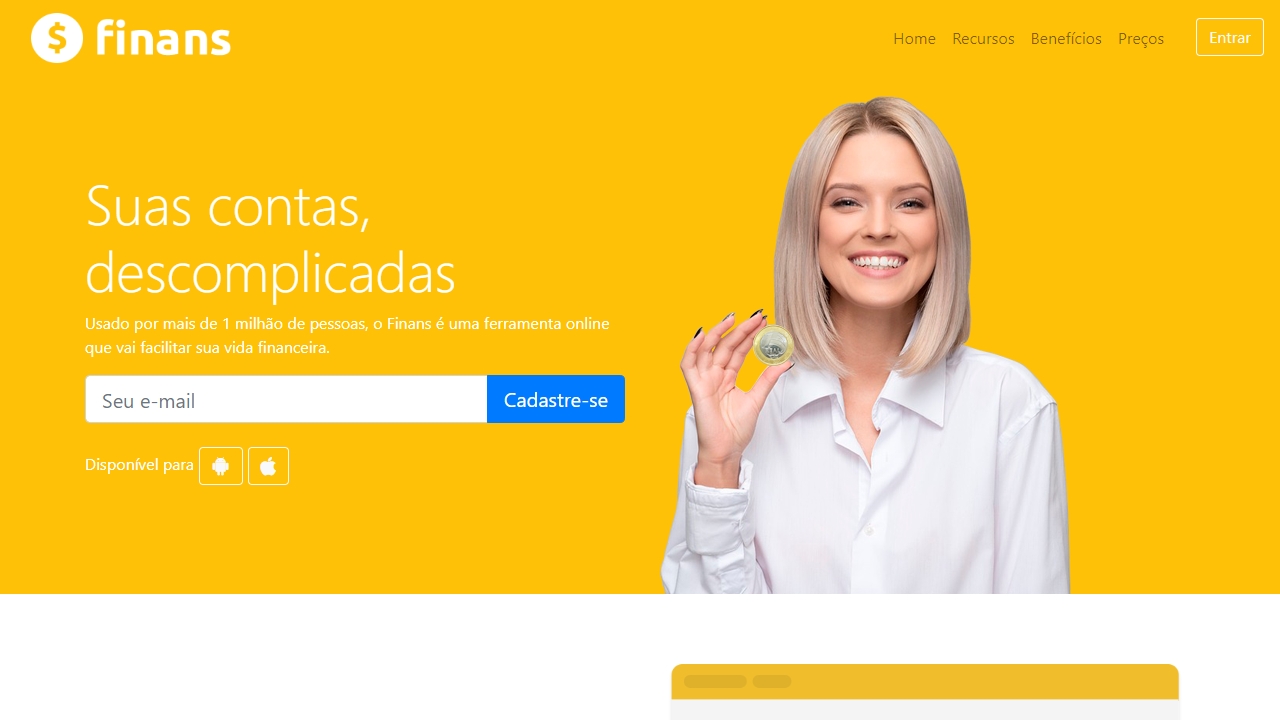 finans
Home
Recursos
Benefícios
Preços
Entrar
Suas contas,
descomplicadas
Usado por mais de 1 milhão de pessoas, o Finans é uma ferramenta online
que vai facilitar sua vida financeira.
Seu e-mail
Cadastre-se
Disponível para